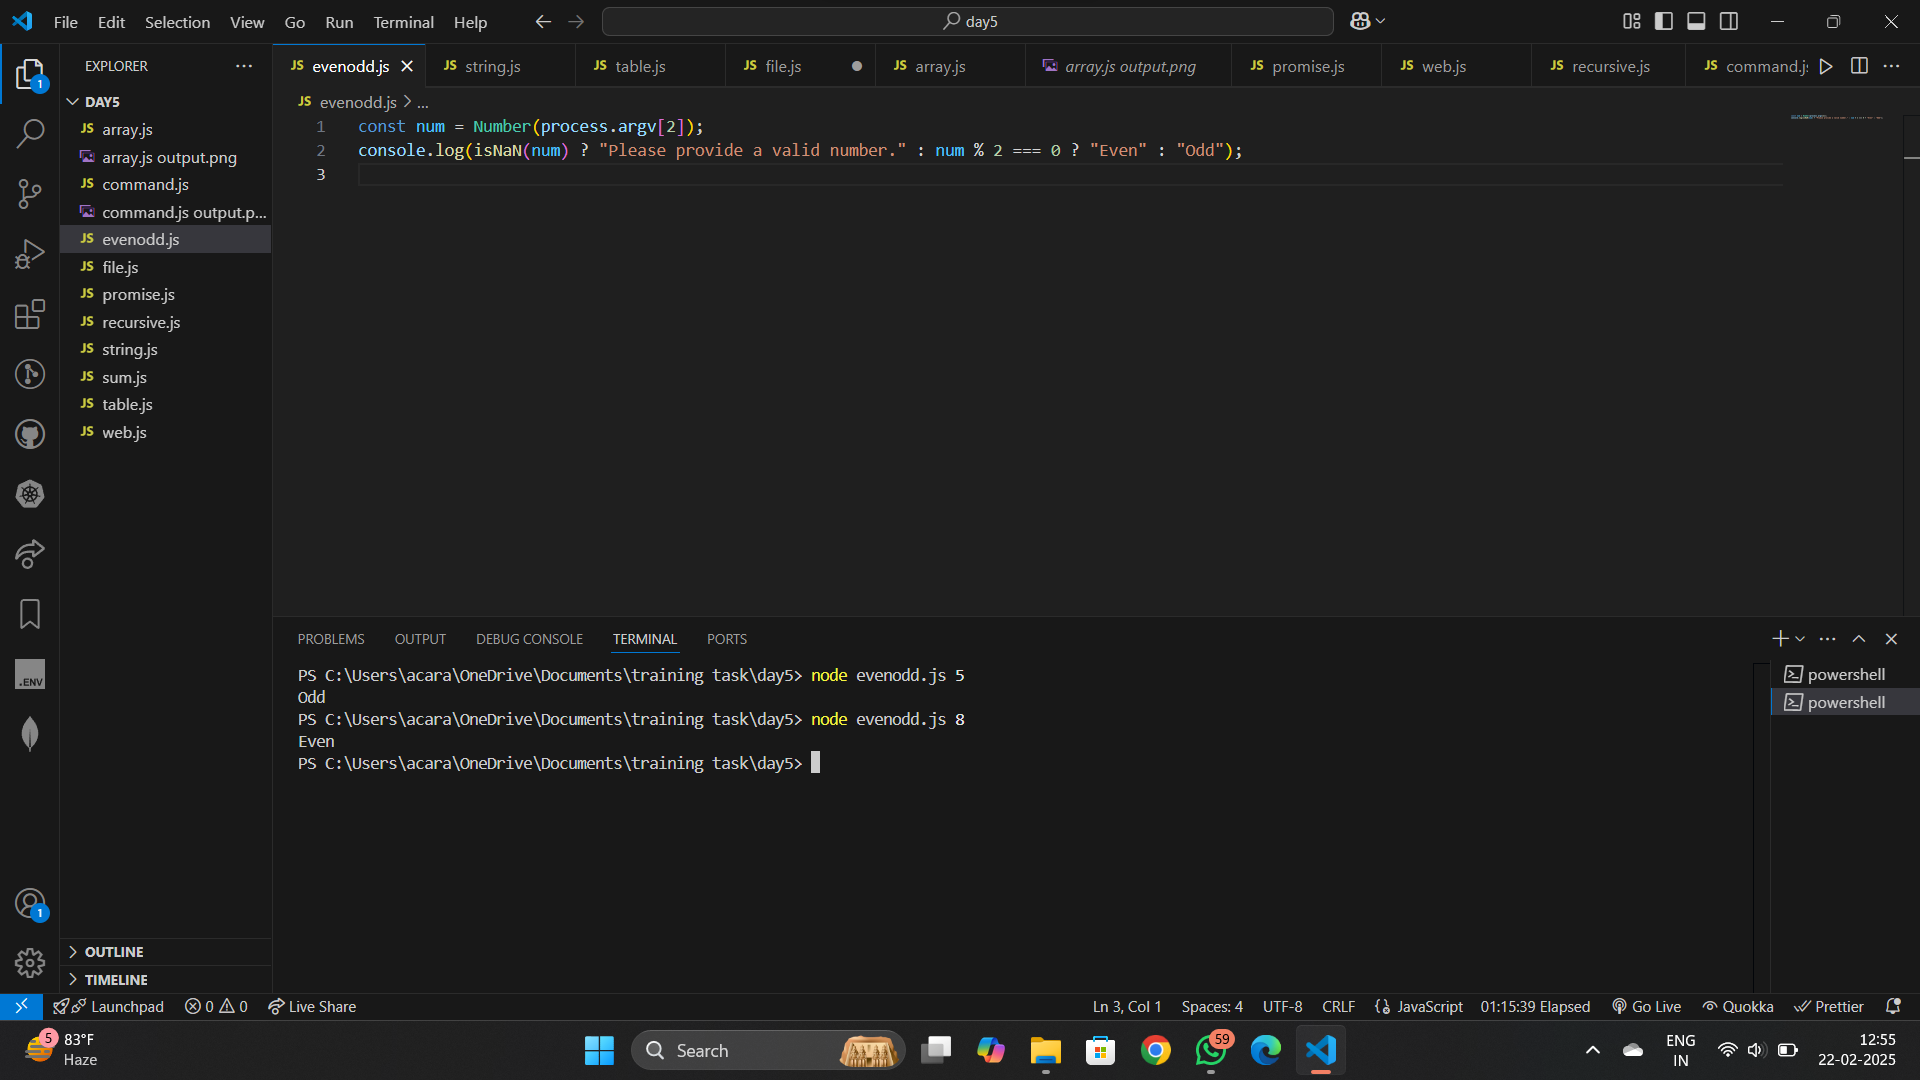 File Edit Selection View Go Run Terminal Help
day5
EXPLORER
1
DAY5
JS array.js
array.js output.png
JS command.js
command.js output.p...
JS evenodd.js
JS file.js
JS promise.js
JS recursive.js
JS string.js
JS sum.js
JS table.js
JS web.js
.ENV
1
OUTLINE
TIMELINE
JS evenodd.js JS string.js JS table.js JS file.js JS array.js array.js output.png JS promise.js JS web.js JS recursive.js JS command.js
JS evenodd.js > ...
1 const num = Number(process.argv[2]);
2 console.log(isNaN(num) ? "Please provide a valid number." : num % 2 === 0 ? "Even" : "Odd");
3
PROBLEMS OUTPUT DEBUG CONSOLE TERMINAL PORTS
PS C:\Users\acara\OneDrive\Documents\training task\day5> node evenodd.js 5
Odd
PS C:\Users\acara\OneDrive\Documents\training task\day5> node evenodd.js 8
Even
PS C:\Users\acara\OneDrive\Documents\training task\day5>
powershell
powershell
Launchpad 0 0 Live Share Ln 3, Col 1 Spaces: 4 UTF-8 CRLF JavaScript 01:15:39 Elapsed Go Live Quokka Prettier
5
83°F
Haze
Search
59
ENG
IN
12:55
22-02-2025